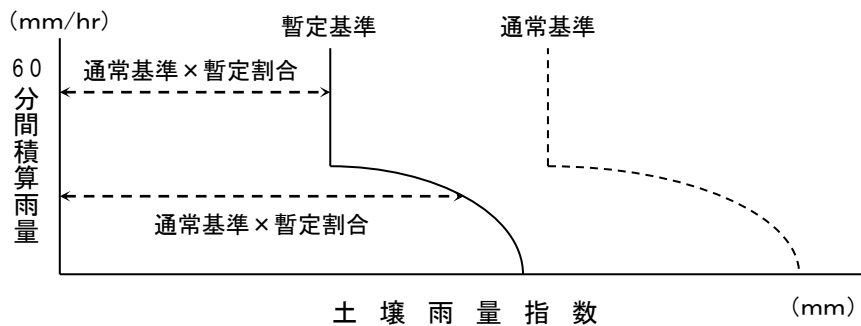 (mm/hr)
暫定基準
通常基準
60分間積算雨量
通常基準×暫定割合
通常基準×暫定割合
土壌雨量指数
(mm)